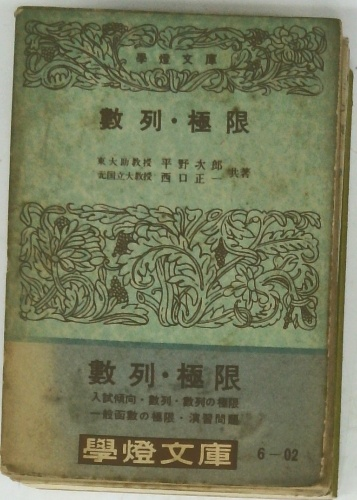 學燈文庫
數列・極限
東大助教授 平野次郎
北国立大教授 西口正一 共著
數列・極限
入試傾向・數列・數列の極限
一般函數の極限・演習問題
學燈文庫
6-02